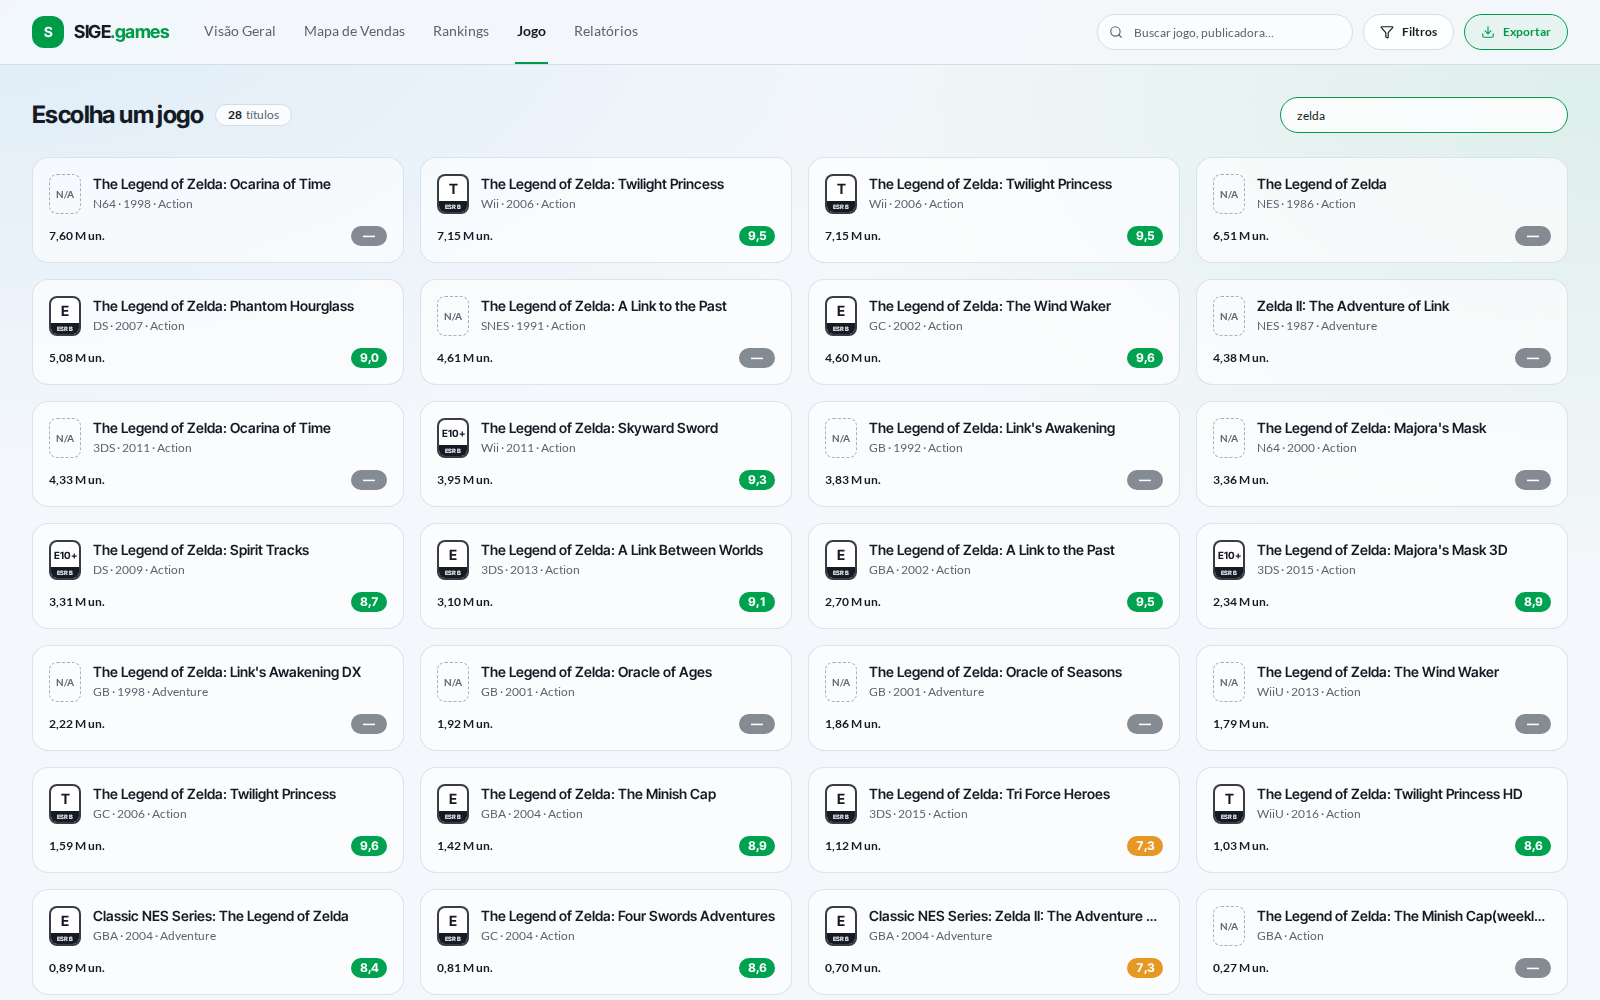 S SIGE.games Visão Geral Mapa de Vendas Rankings Jogo Relatórios Buscar jogo, publicadora... Filtros Exportar
Escolha um jogo 28 títulos zelda
N/A The Legend of Zelda: Ocarina of Time
N64 · 1998 · Action
7,60 M un. —
T ESRB The Legend of Zelda: Twilight Princess
Wii · 2006 · Action
7,15 M un. 9,5
T ESRB The Legend of Zelda: Twilight Princess
Wii · 2006 · Action
7,15 M un. 9,5
N/A The Legend of Zelda
NES · 1986 · Action
6,51 M un. —
E ESRB The Legend of Zelda: Phantom Hourglass
DS · 2007 · Action
5,08 M un. 9,0
N/A The Legend of Zelda: A Link to the Past
SNES · 1991 · Action
4,61 M un. —
E ESRB The Legend of Zelda: The Wind Waker
GC · 2002 · Action
4,60 M un. 9,6
N/A Zelda II: The Adventure of Link
NES · 1987 · Adventure
4,38 M un. —
N/A The Legend of Zelda: Ocarina of Time
3DS · 2011 · Action
4,33 M un. —
E10+ ESRB The Legend of Zelda: Skyward Sword
Wii · 2011 · Action
3,95 M un. 9,3
N/A The Legend of Zelda: Link's Awakening
GB · 1992 · Action
3,83 M un. —
N/A The Legend of Zelda: Majora's Mask
N64 · 2000 · Action
3,36 M un. —
E10+ ESRB The Legend of Zelda: Spirit Tracks
DS · 2009 · Action
3,31 M un. 8,7
E ESRB The Legend of Zelda: A Link Between Worlds
3DS · 2013 · Action
3,10 M un. 9,1
E ESRB The Legend of Zelda: A Link to the Past
GBA · 2002 · Action
2,70 M un. 9,5
E10+ ESRB The Legend of Zelda: Majora's Mask 3D
3DS · 2015 · Action
2,34 M un. 8,9
N/A The Legend of Zelda: Link's Awakening DX
GB · 1998 · Adventure
2,22 M un. —
N/A The Legend of Zelda: Oracle of Ages
GB · 2001 · Action
1,92 M un. —
N/A The Legend of Zelda: Oracle of Seasons
GB · 2001 · Adventure
1,86 M un. —
N/A The Legend of Zelda: The Wind Waker
WiiU · 2013 · Action
1,79 M un. —
T ESRB The Legend of Zelda: Twilight Princess
GC · 2006 · Action
1,59 M un. 9,6
E ESRB The Legend of Zelda: The Minish Cap
GBA · 2004 · Action
1,42 M un. 8,9
E ESRB The Legend of Zelda: Tri Force Heroes
3DS · 2015 · Action
1,12 M un. 7,3
T ESRB The Legend of Zelda: Twilight Princess HD
WiiU · 2016 · Action
1,03 M un. 8,6
E ESRB Classic NES Series: The Legend of Zelda
GBA · 2004 · Adventure
0,89 M un. 8,4
E ESRB The Legend of Zelda: Four Swords Adventures
GC · 2004 · Action
0,81 M un. 8,6
E ESRB Classic NES Series: Zelda II: The Adventure ...
GBA · 2004 · Adventure
0,70 M un. 7,3
N/A The Legend of Zelda: The Minish Cap(weekl...
GBA · Action
0,27 M un. —